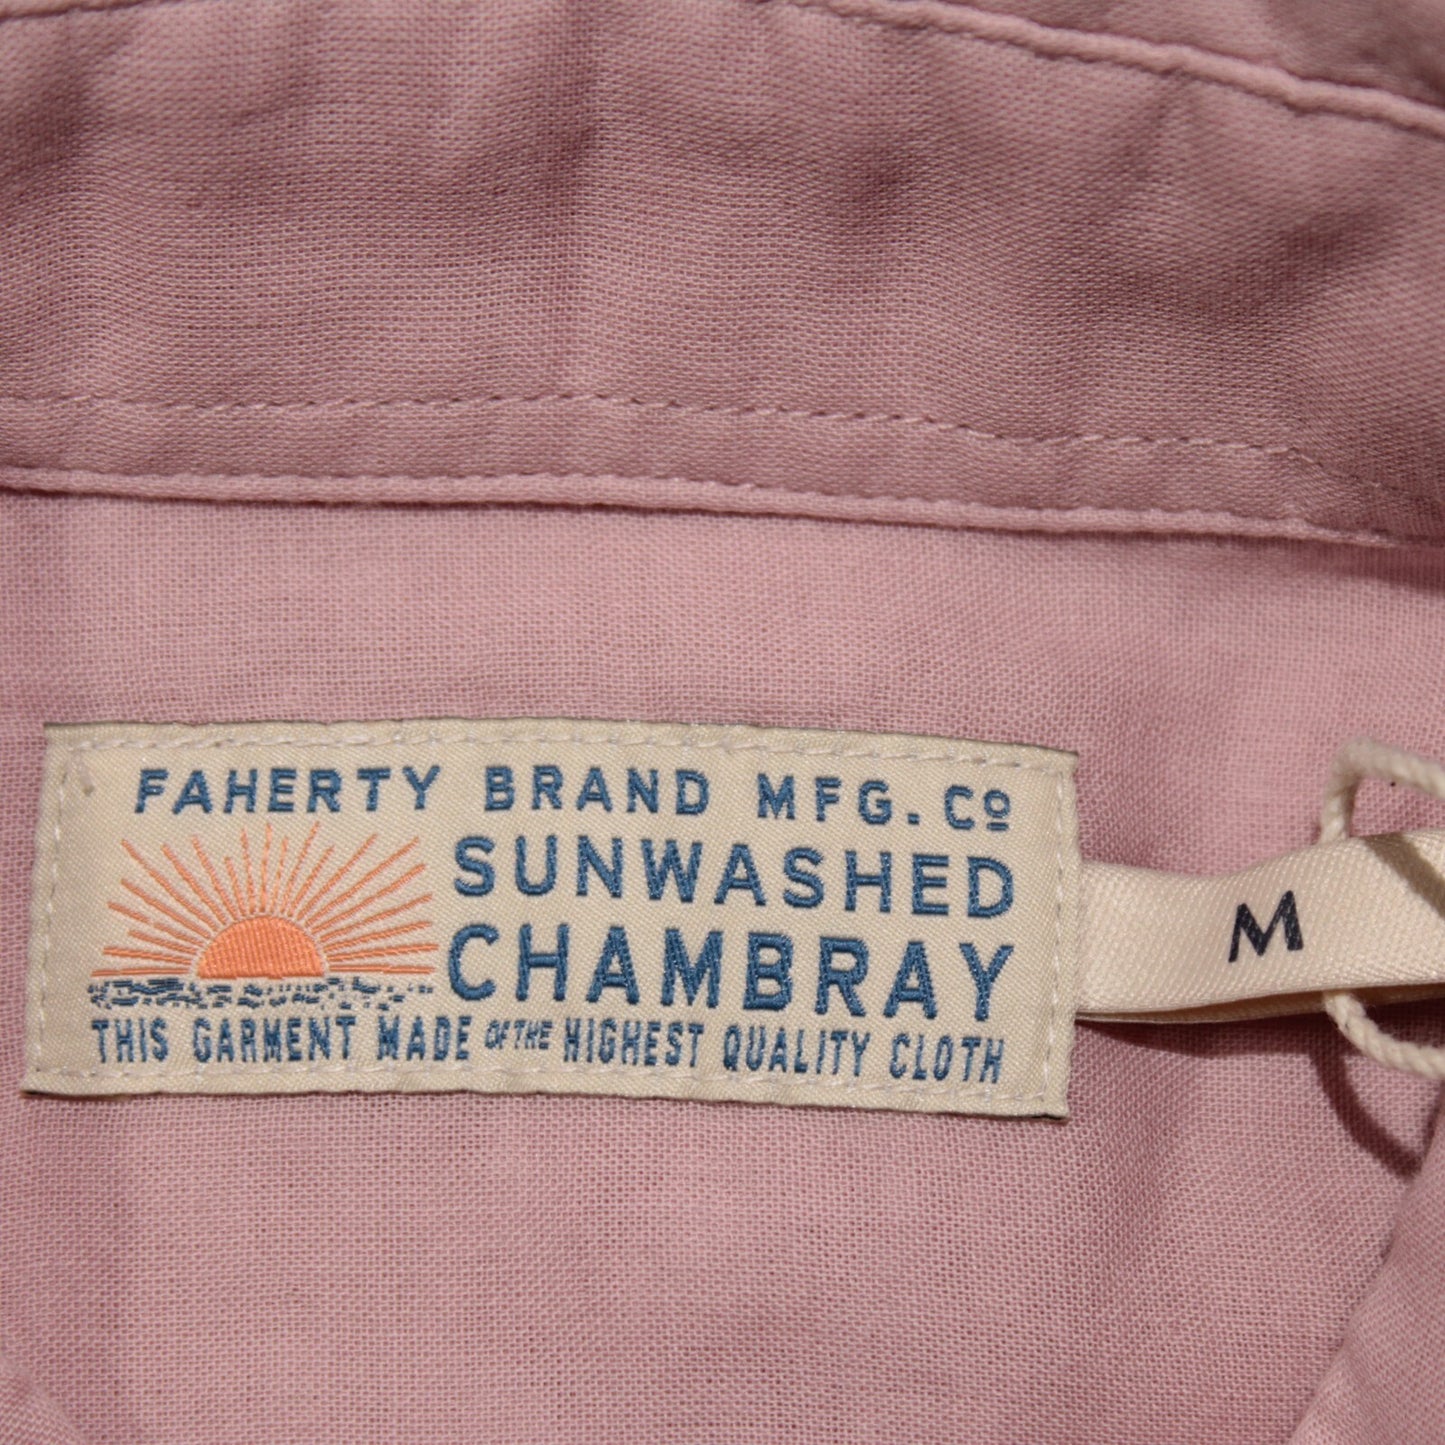 FAHERTY BRAND MFG. Cº
SUNWASHED
CHAMBRAY
THIS GARMENT MADE OF THE HIGHEST QUALITY CLOTH
M